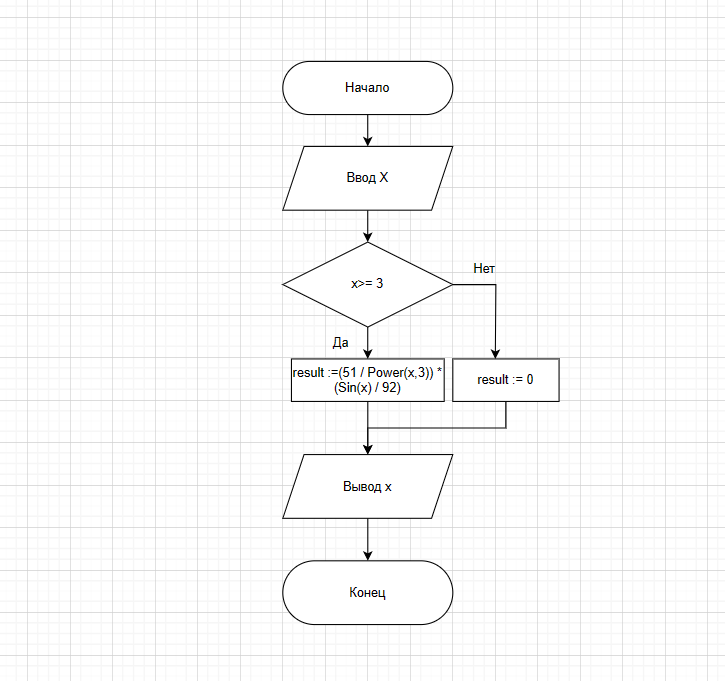 Начало
Ввод X
x>= 3
Нет
Да
result :=(51 / Power(x,3)) *
(Sin(x) / 92)
result := 0
Вывод x
Конец